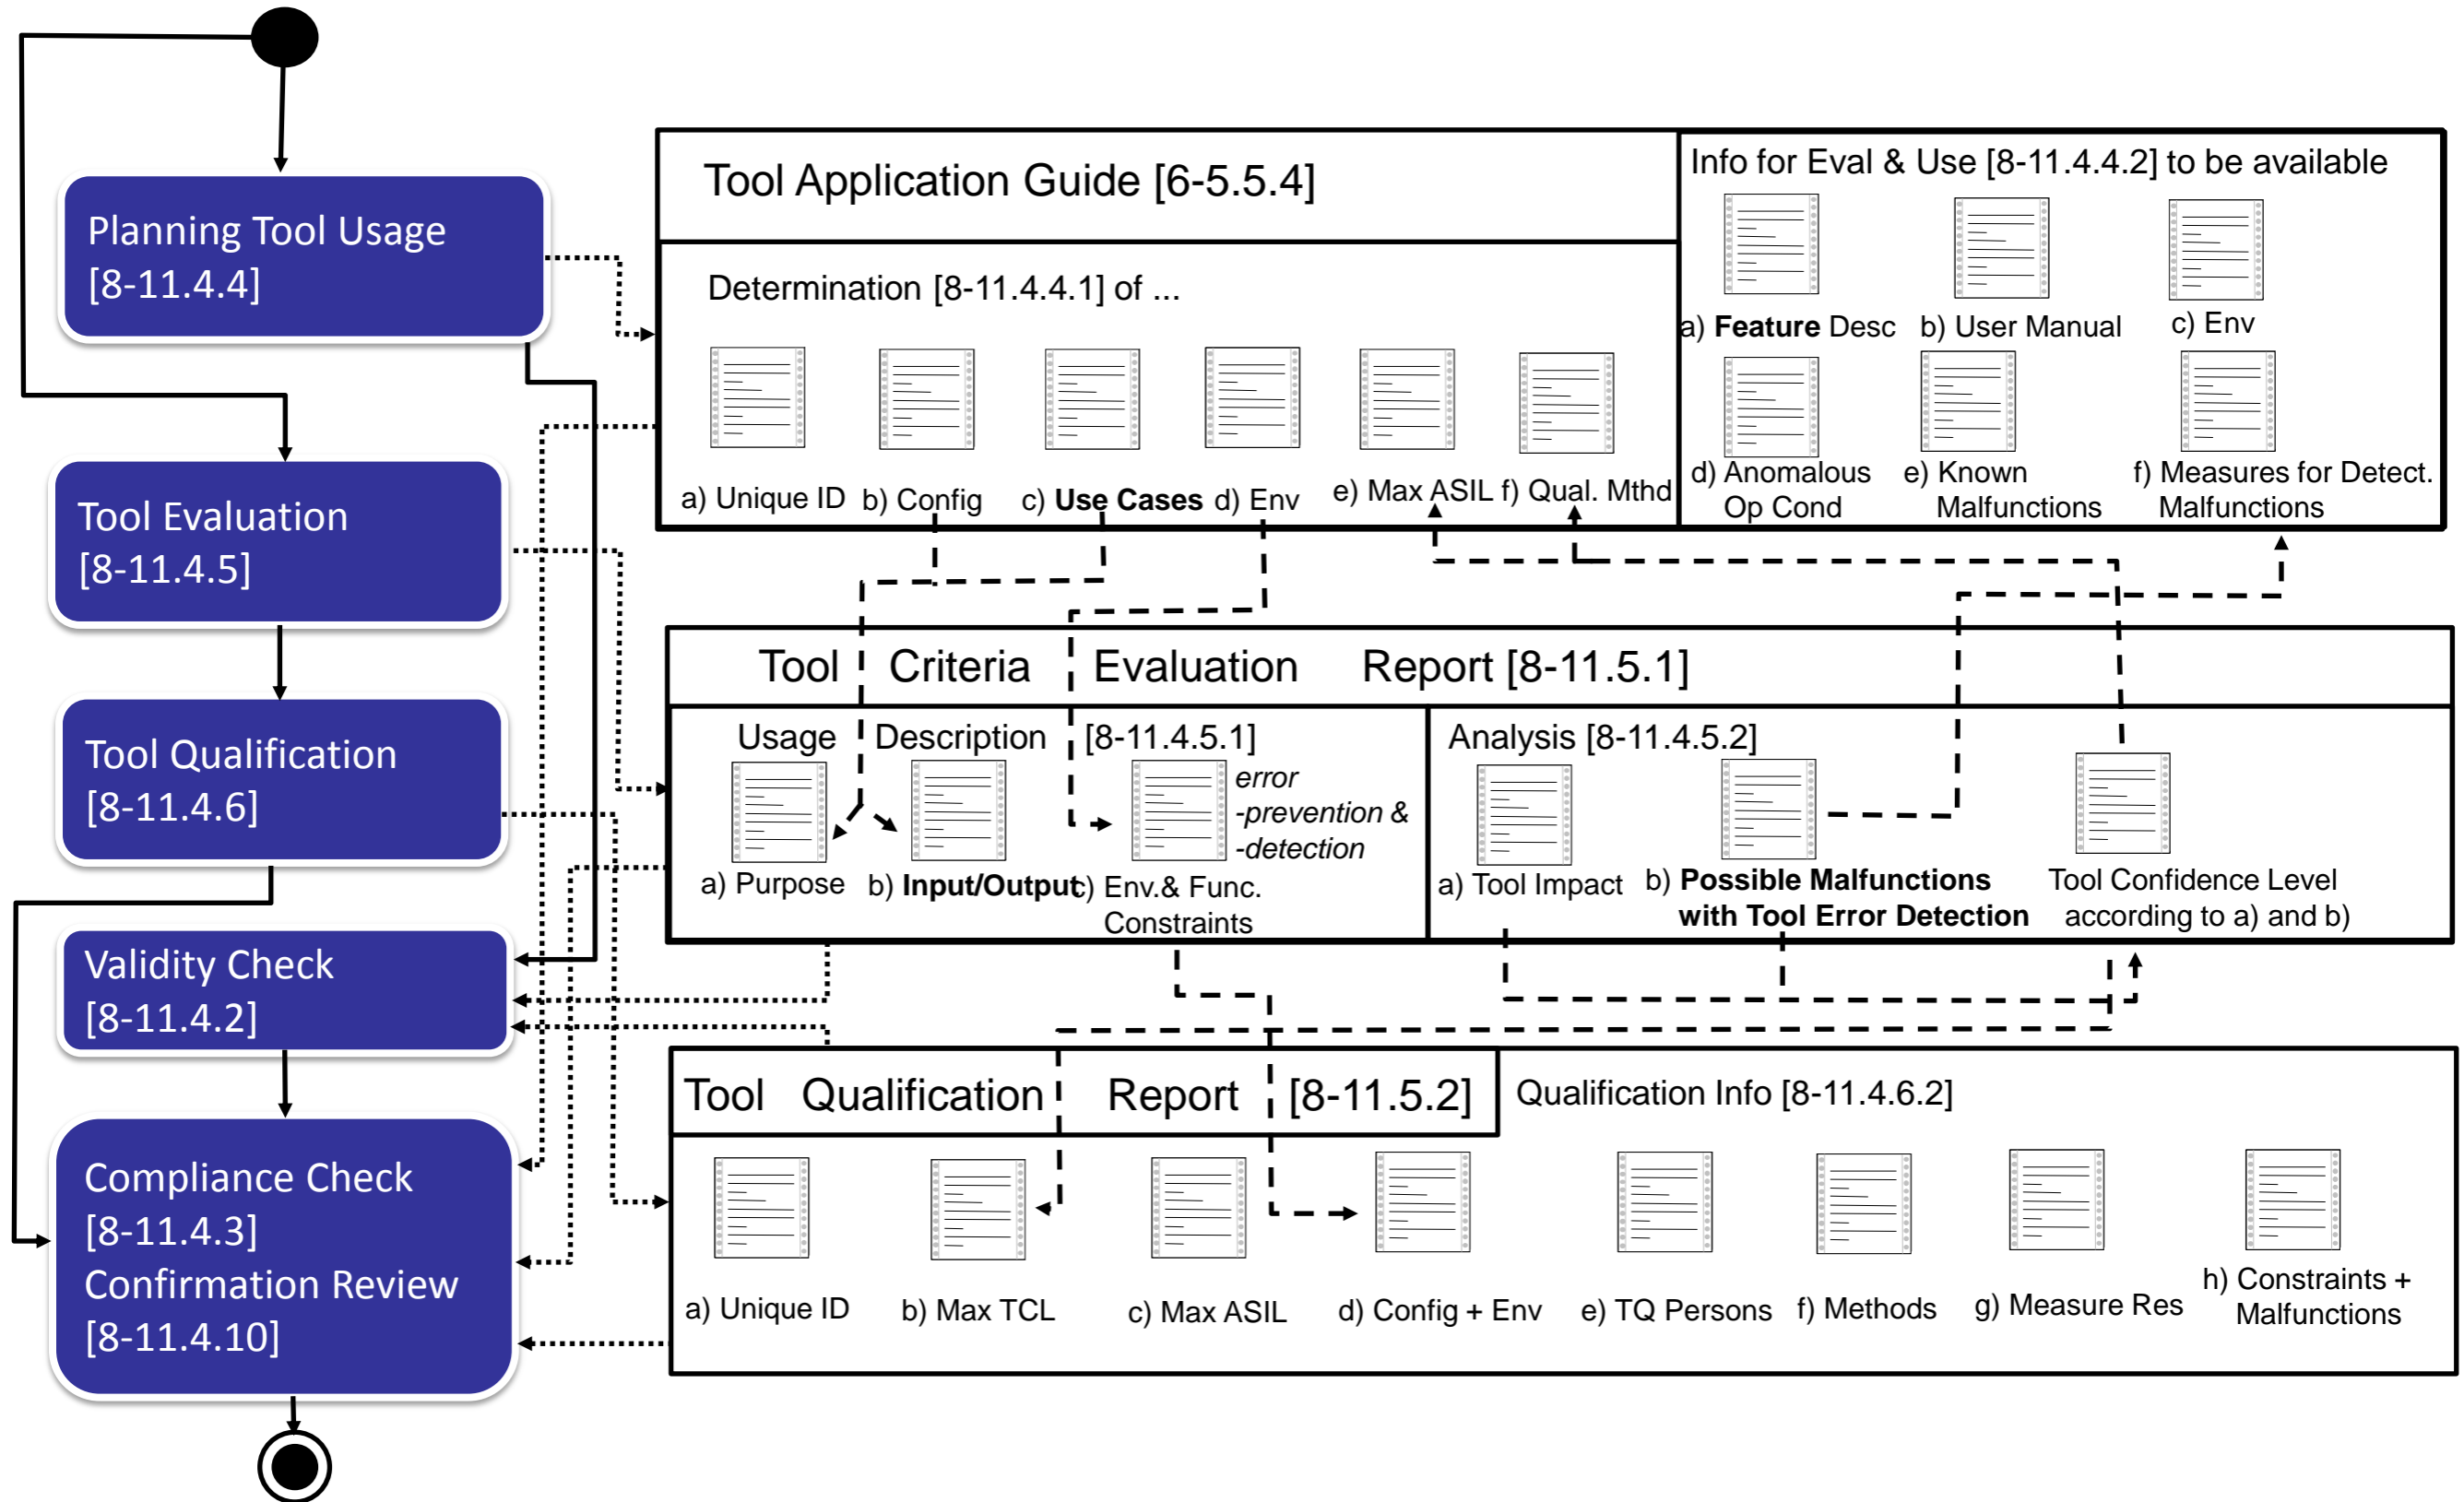 Planning Tool Usage
[8-11.4.4]
Tool Evaluation
[8-11.4.5]
Tool Qualification
[8-11.4.6]
Validity Check
[8-11.4.2]
Compliance Check
[8-11.4.3]
Confirmation Review
[8-11.4.10]
Tool Application Guide [6-5.5.4]
Determination [8-11.4.4.1] of ...
a) Unique ID
b) Config
c) Use Cases
d) Env
e) Max ASIL
f) Qual. Mthd
Info for Eval & Use [8-11.4.4.2] to be available
a) Feature Desc
b) User Manual
c) Env
d) Anomalous
Op Cond
e) Known
Malfunctions
f) Measures for Detect.
Malfunctions
Tool Criteria Evaluation Report [8-11.5.1]
Usage Description [8-11.4.5.1]
error
-prevention &
-detection
a) Purpose
b) Input/Output
c) Env.& Func.
Constraints
Analysis [8-11.4.5.2]
a) Tool Impact
b) Possible Malfunctions
with Tool Error Detection
Tool Confidence Level
according to a) and b)
Tool Qualification Report [8-11.5.2]
Qualification Info [8-11.4.6.2]
a) Unique ID
b) Max TCL
c) Max ASIL
d) Config + Env
e) TQ Persons
f) Methods
g) Measure Res
h) Constraints +
Malfunctions